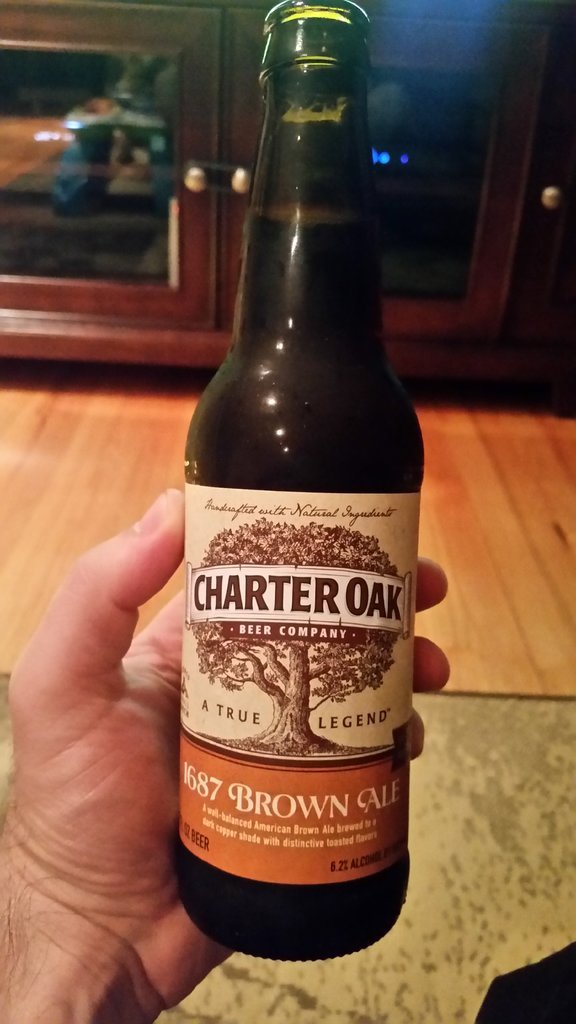 Handcrafted with Natural Ingredients
CHARTER OAK
· BEER COMPANY ·
A TRUE LEGEND™
1687 BROWN ALE
A well-balanced American Brown Ale brewed to a
dark copper shade with distinctive toasted flavors
OZ BEER
6.2% ALCOHOL